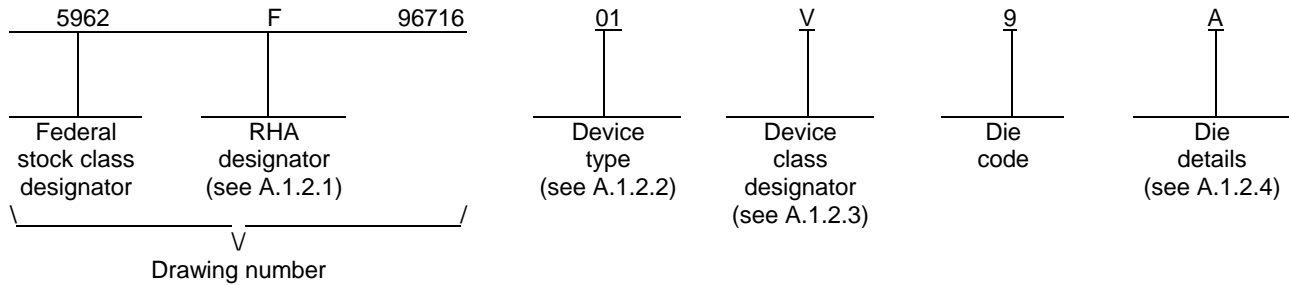 5962 F 96716 01 V 9 A
Federal stock class designator
RHA designator (see A.1.2.1)
Device type (see A.1.2.2)
Device class designator (see A.1.2.3)
Die code
Die details (see A.1.2.4)
Drawing number